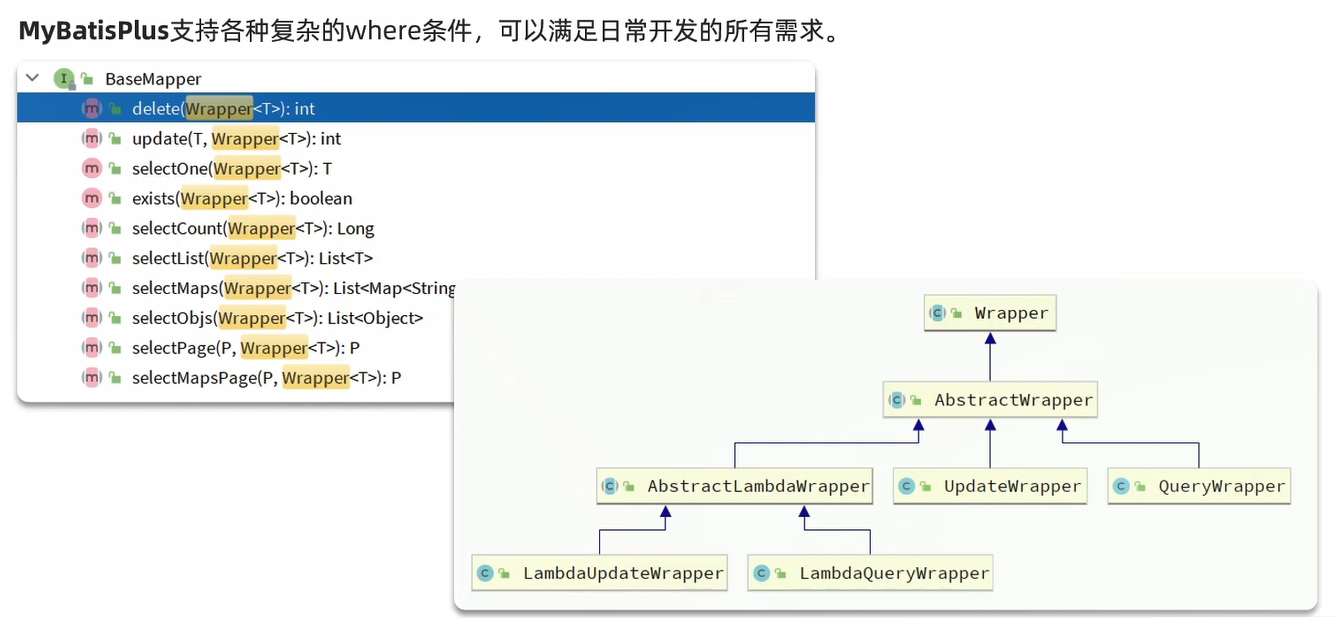 MyBatisPlus支持各种复杂的where条件，可以满足日常开发的所有需求。
BaseMapper
delete(Wrapper<T>): int
update(T, Wrapper<T>): int
selectOne(Wrapper<T>): T
exists(Wrapper<T>): boolean
selectCount(Wrapper<T>): Long
selectList(Wrapper<T>): List<T>
selectMaps(Wrapper<T>): List<Map<String
selectObjs(Wrapper<T>): List<Object>
selectPage(P, Wrapper<T>): P
selectMapsPage(P, Wrapper<T>): P
Wrapper
AbstractWrapper
AbstractLambdaWrapper
UpdateWrapper
QueryWrapper
LambdaUpdateWrapper
LambdaQueryWrapper